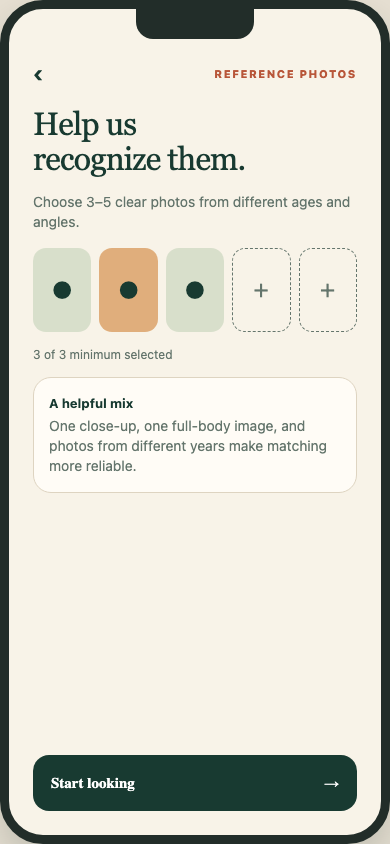 ‹ REFERENCE PHOTOS
Help us
recognize them.
Choose 3–5 clear photos from different ages and
angles.
+ +
3 of 3 minimum selected
A helpful mix
One close-up, one full-body image, and
photos from different years make matching
more reliable.
Start looking →